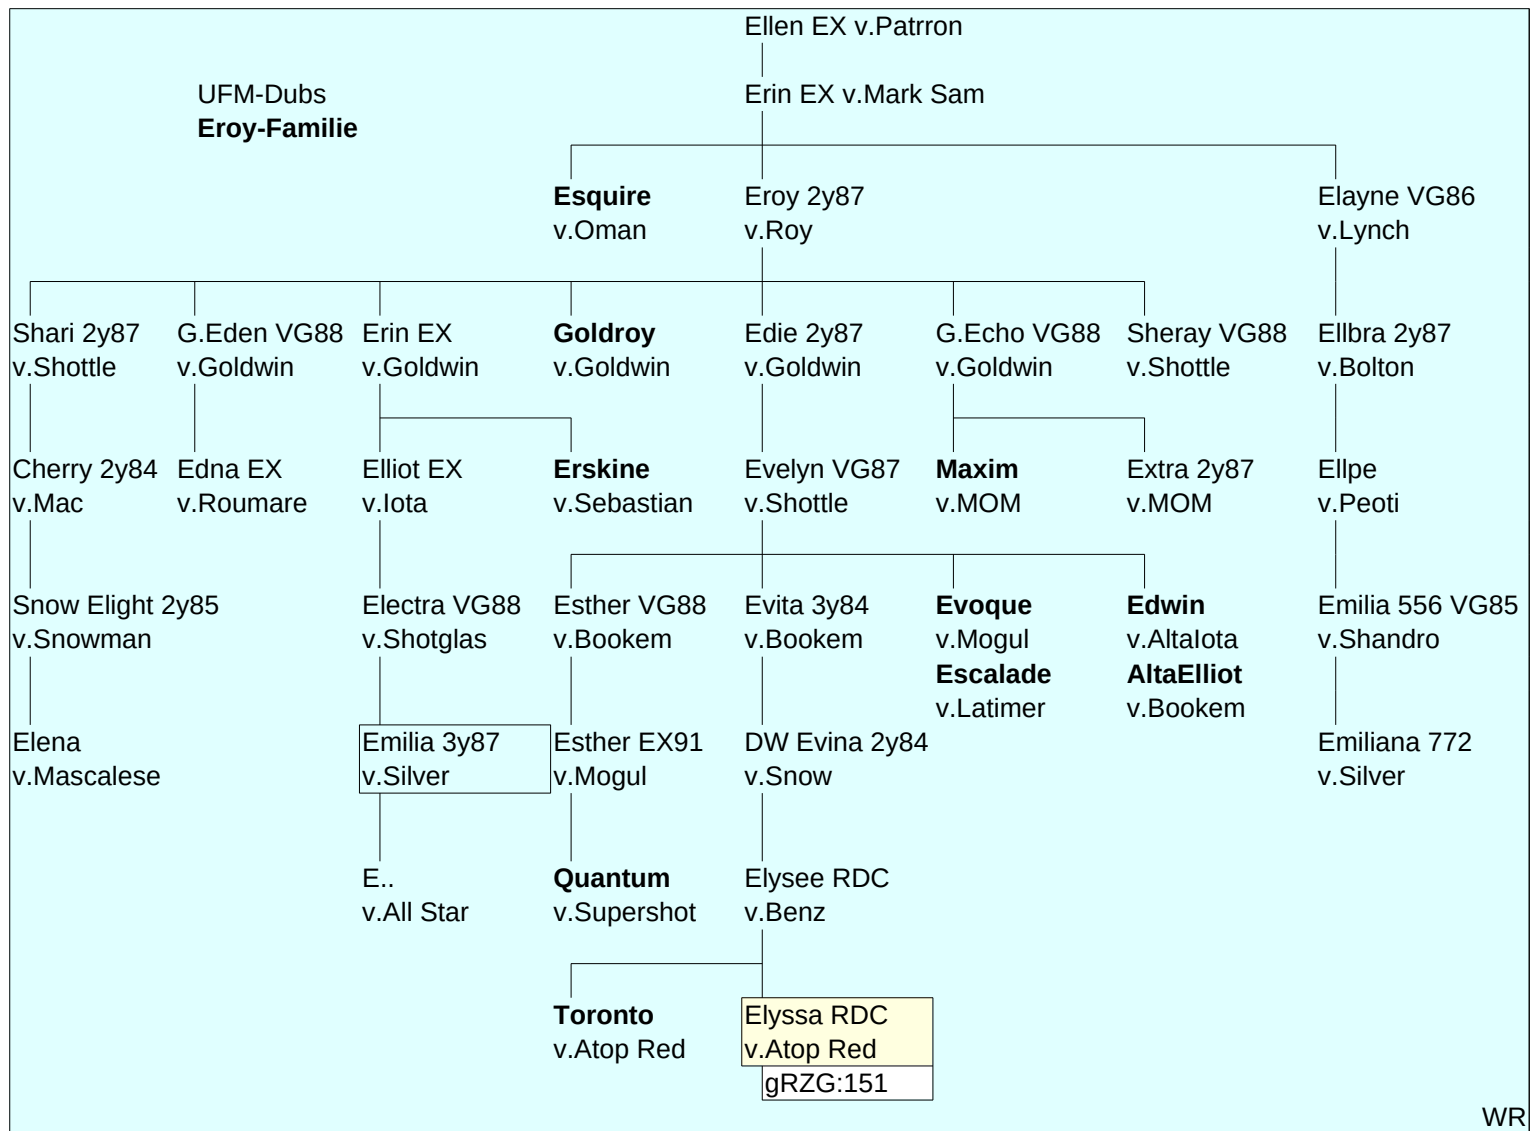 Ellen EX v.Patrron
UFM-Dubs
Eroy-Familie
Erin EX v.Mark Sam
Esquire
v.Oman
Eroy 2y87
v.Roy
Elayne VG86
v.Lynch
Shari 2y87
v.Shottle
G.Eden VG88
v.Goldwin
Erin EX
v.Goldwin
Goldroy
v.Goldwin
Edie 2y87
v.Goldwin
G.Echo VG88
v.Goldwin
Sheray VG88
v.Shottle
Ellbra 2y87
v.Bolton
Cherry 2y84
v.Mac
Edna EX
v.Roumare
Elliot EX
v.Iota
Erskine
v.Sebastian
Evelyn VG87
v.Shottle
Maxim
v.MOM
Extra 2y87
v.MOM
Ellpe
v.Peoti
Snow Elight 2y85
v.Snowman
Electra VG88
v.Shotglas
Esther VG88
v.Bookem
Evita 3y84
v.Bookem
Evoque
v.Mogul
Escalade
v.Latimer
Edwin
v.AltaIota
AltaElliot
v.Bookem
Emilia 556 VG85
v.Shandro
Elena
v.Mascalese
Emilia 3y87
v.Silver
Esther EX91
v.Mogul
DW Evina 2y84
v.Snow
Emiliana 772
v.Silver
E..
v.All Star
Quantum
v.Supershot
Elysee RDC
v.Benz
Toronto
v.Atop Red
Elyssa RDC
v.Atop Red
gRZG:151
WR